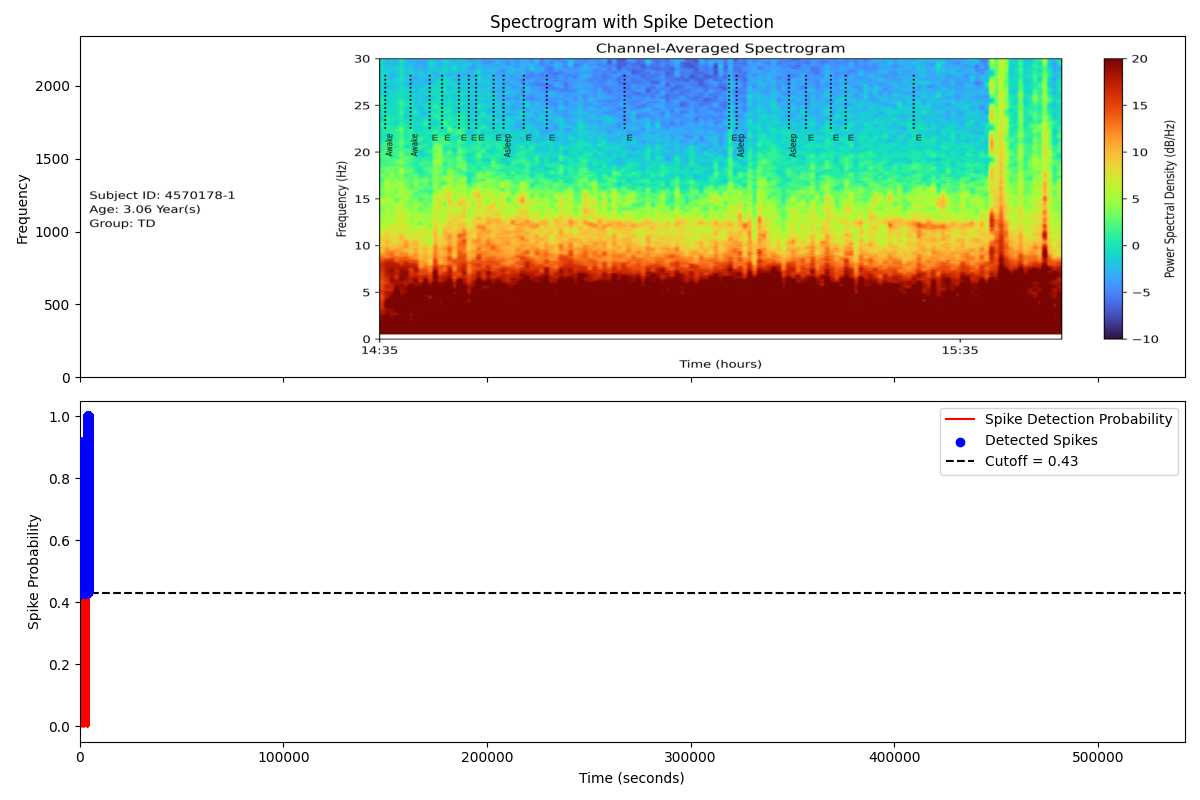 Spectrogram with Spike Detection
Channel-Averaged Spectrogram
Frequency
2000
1500
1000
500
0
Subject ID: 4570178-1
Age: 3.06 Year(s)
Group: TD
Frequency (Hz)
30
25
20
15
10
5
0
Awake
Awake
m
m
m
m
m
m
Asleep
m
m
m
m
Asleep
Asleep
m
m
m
m
14:35
15:35
Time (hours)
20
15
10
5
0
−5
−10
Power Spectral Density (dB/Hz)
Spike Probability
1.0
0.8
0.6
0.4
0.2
0.0
Spike Detection Probability
Detected Spikes
Cutoff = 0.43
0
100000
200000
300000
400000
500000
Time (seconds)